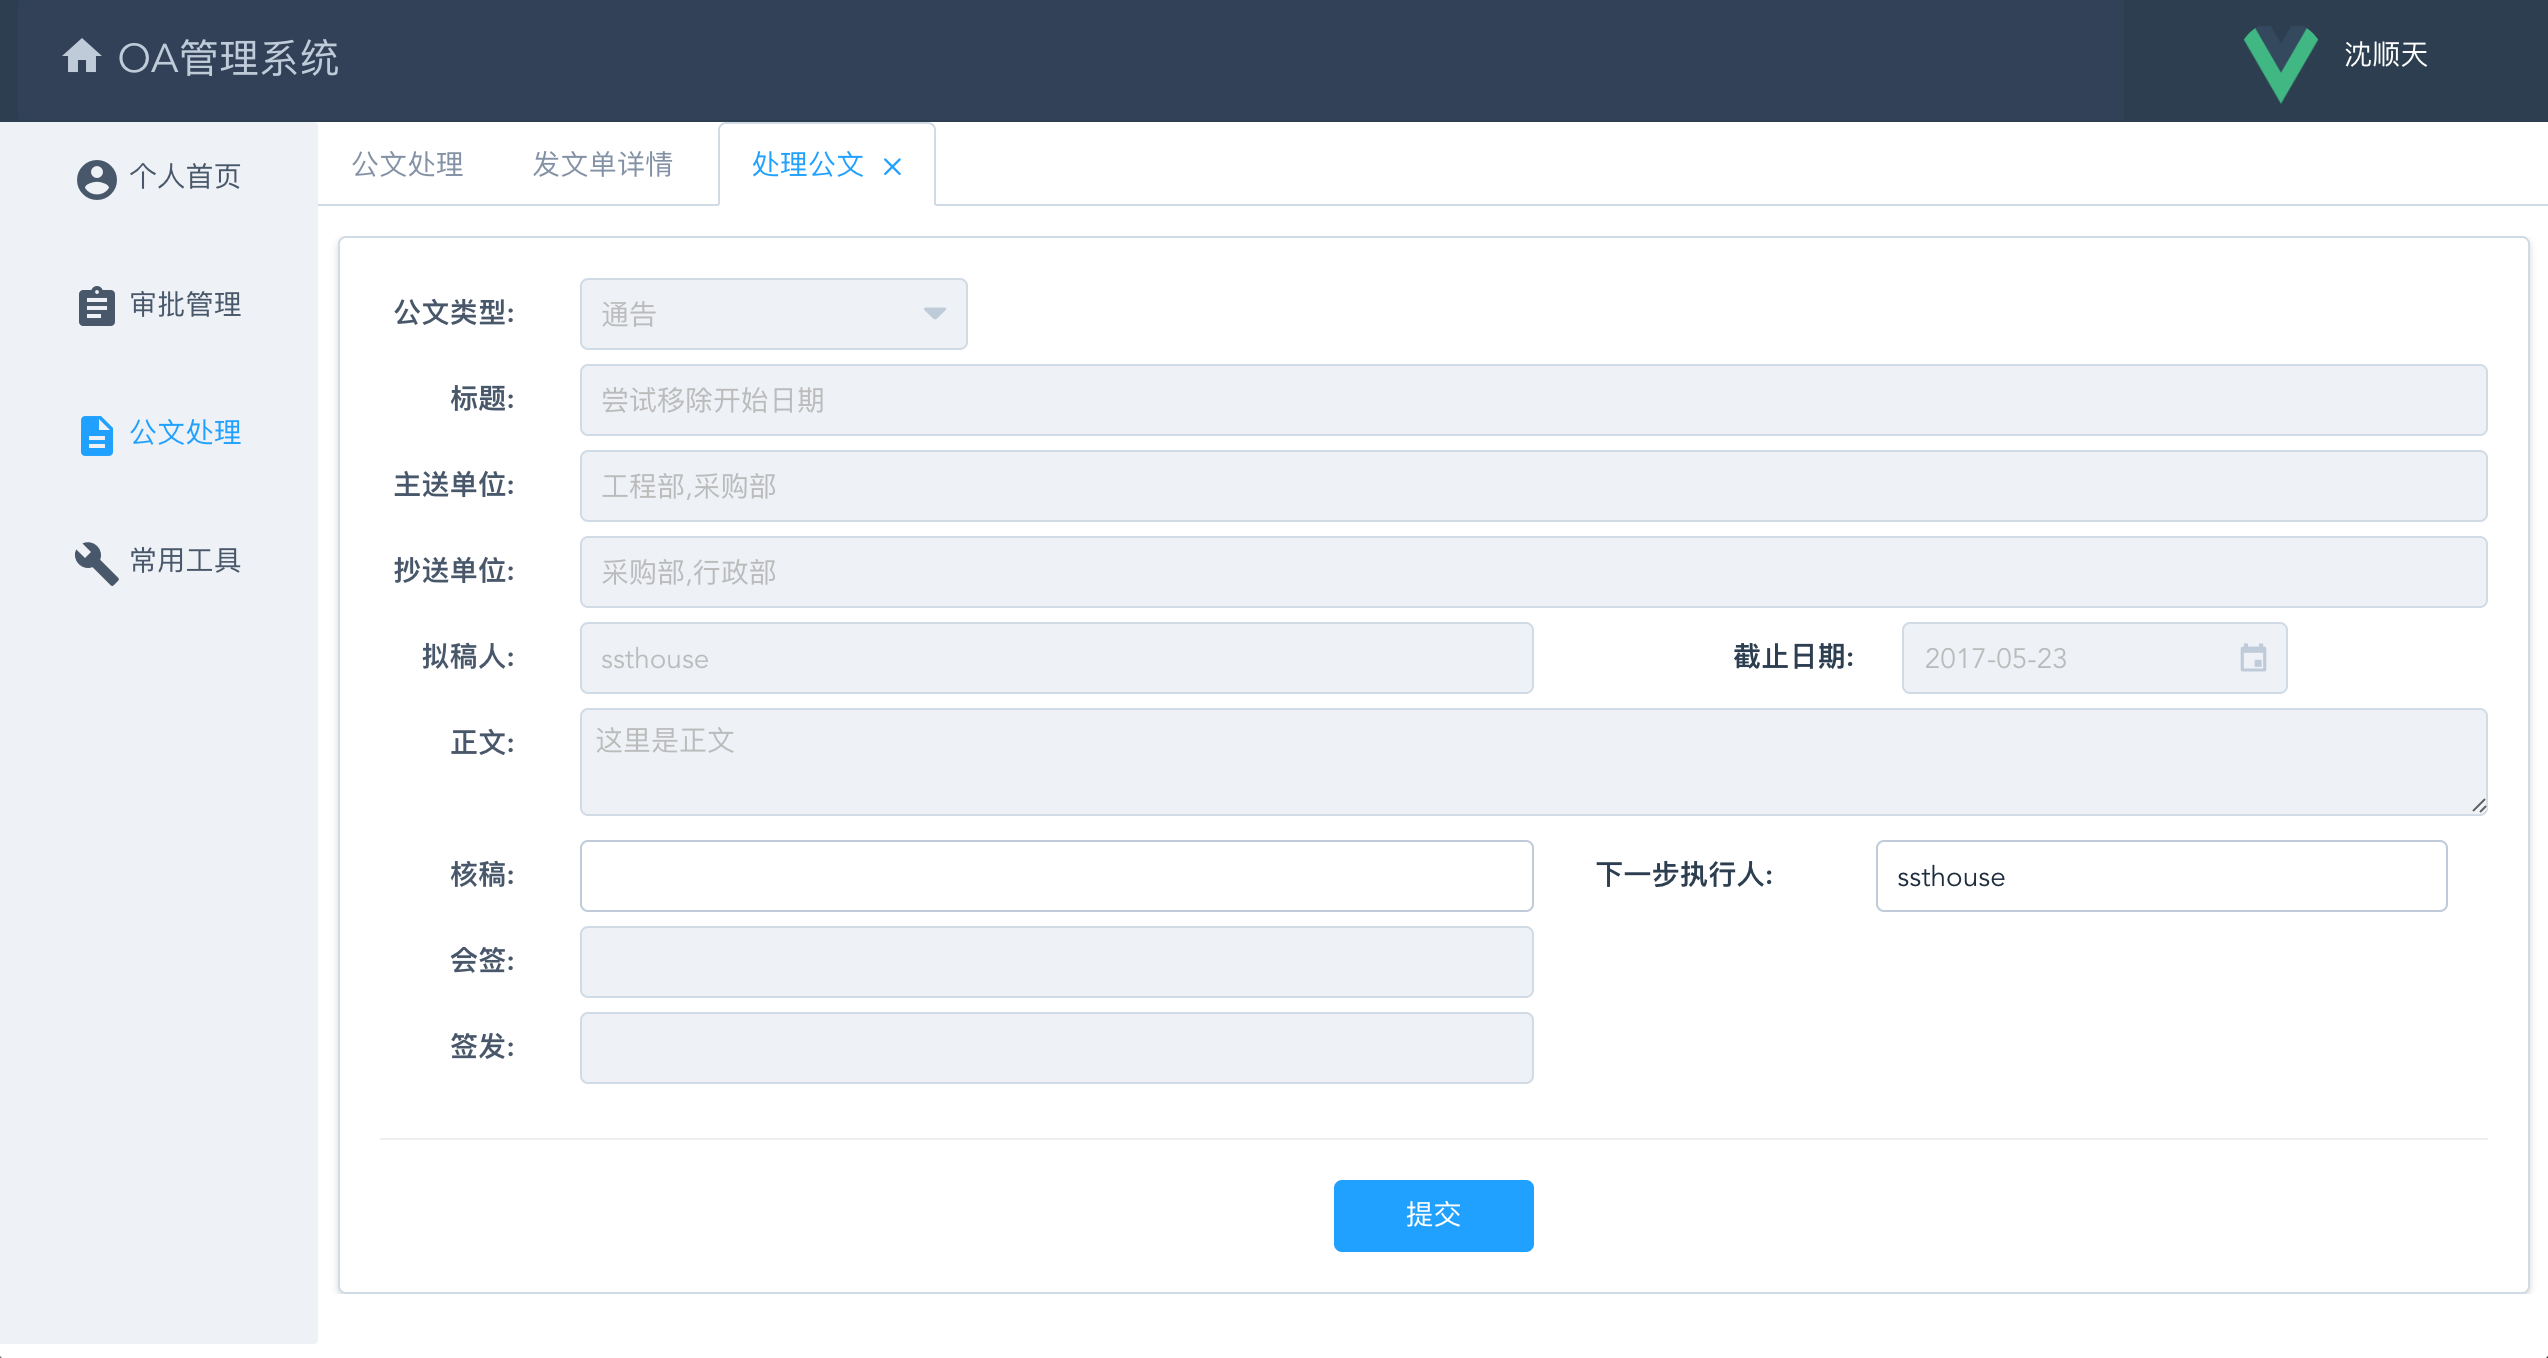 OA管理系统
沈顺天
个人首页
审批管理
公文处理
常用工具
公文处理 发文单详情 处理公文
公文类型: 通告
标题: 尝试移除开始日期
主送单位: 工程部,采购部
抄送单位: 采购部,行政部
拟稿人: ssthouse 截止日期: 2017-05-23
正文: 这里是正文
核稿: 下一步执行人: ssthouse
会签:
签发:
提交